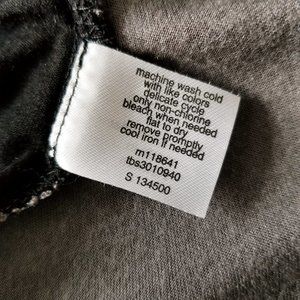 machine wash cold
with like colors
delicate cycle
only non-chlorine
bleach when needed
flat to dry
remove promptly
cool iron if needed
m118641
tbs3010940
S 134500